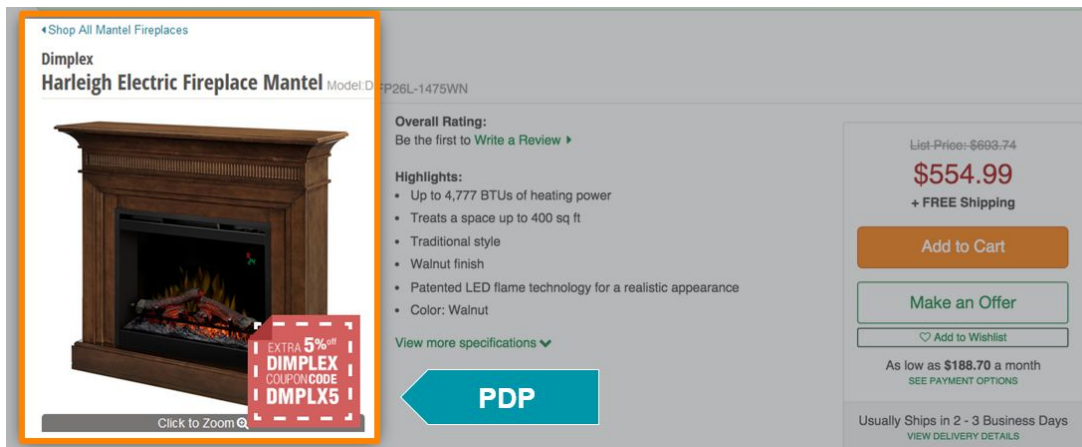 Shop All Mantel Fireplaces
Dimplex
Harleigh Electric Fireplace Mantel Model:DFP26L-1475WN
Overall Rating:
Be the first to Write a Review
Highlights:
• Up to 4,777 BTUs of heating power
• Treats a space up to 400 sq ft
• Traditional style
• Walnut finish
• Patented LED flame technology for a realistic appearance
• Color: Walnut
View more specifications
EXTRA 5% off
DIMPLEX
COUPON CODE
DMPLX5
Click to Zoom
PDP
List Price: $693.74
$554.99
+ FREE Shipping
Add to Cart
Make an Offer
Add to Wishlist
As low as $188.70 a month
SEE PAYMENT OPTIONS
Usually Ships in 2 - 3 Business Days
VIEW DELIVERY DETAILS